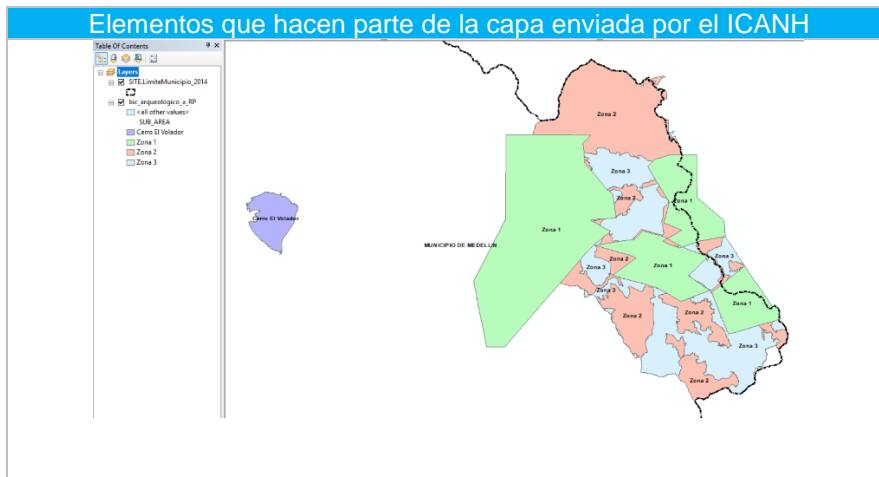 Elementos que hacen parte de la capa enviada por el ICANH
Table Of Contents
Layers
SITE.LimiteMunicipio_2014
bic_arqueologico_a_RP
<all other values>
SUB_AREA
Cerro El Volador
Zona 1
Zona 2
Zona 3
Zona 2
Zona 3
Zona 2
Zona 1
Cerro El Volador
Zona 1
MUNICIPIO DE MEDELLIN
Zona 2
Zona 3
Zona 3
Zona 1
Zona 3
Zona 1
Zona 2
Zona 2
Zona 3
Zona 2